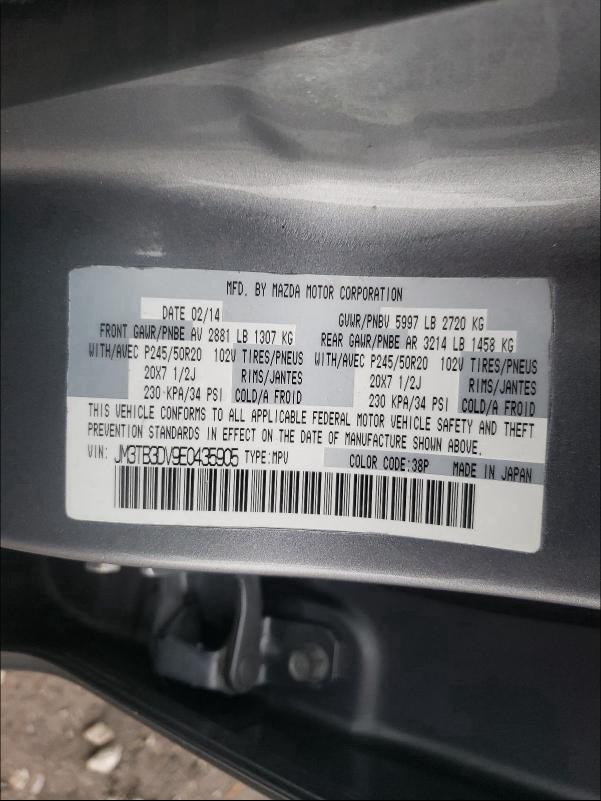 MFD. BY MAZDA MOTOR CORPORATION
DATE 02/14 GVWR/PNBV 5997 LB 2720 KG
FRONT GAWR/PNBE AV 2881 LB 1307 KG REAR GAWR/PNBE AR 3214 LB 1458 KG
WITH/AVEC P245/50R20 102V TIRES/PNEUS WITH/AVEC P245/50R20 102V TIRES/PNEUS
20X7 1/2J RIMS/JANTES 20X7 1/2J RIMS/JANTES
230 KPA/34 PSI COLD/A FROID 230 KPA/34 PSI COLD/A FROID
THIS VEHICLE CONFORMS TO ALL APPLICABLE FEDERAL MOTOR VEHICLE SAFETY AND THEFT
PREVENTION STANDARDS IN EFFECT ON THE DATE OF MANUFACTURE SHOWN ABOVE.
VIN: JM3TB3DV9E0435905 TYPE:MPV COLOR CODE:38P MADE IN JAPAN